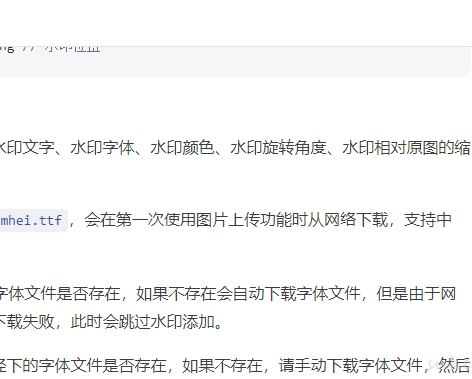 水印文字、水印字体、水印颜色、水印旋转角度、水印相对原图的缩
mhei.ttf，会在第一次使用图片上传功能时从网络下载，支持中
字体文件是否存在，如果不存在会自动下载字体文件，但是由于网
下载失败，此时会跳过水印添加。
径下的字体文件是否存在，如果不存在，请手动下载字体文件，然后